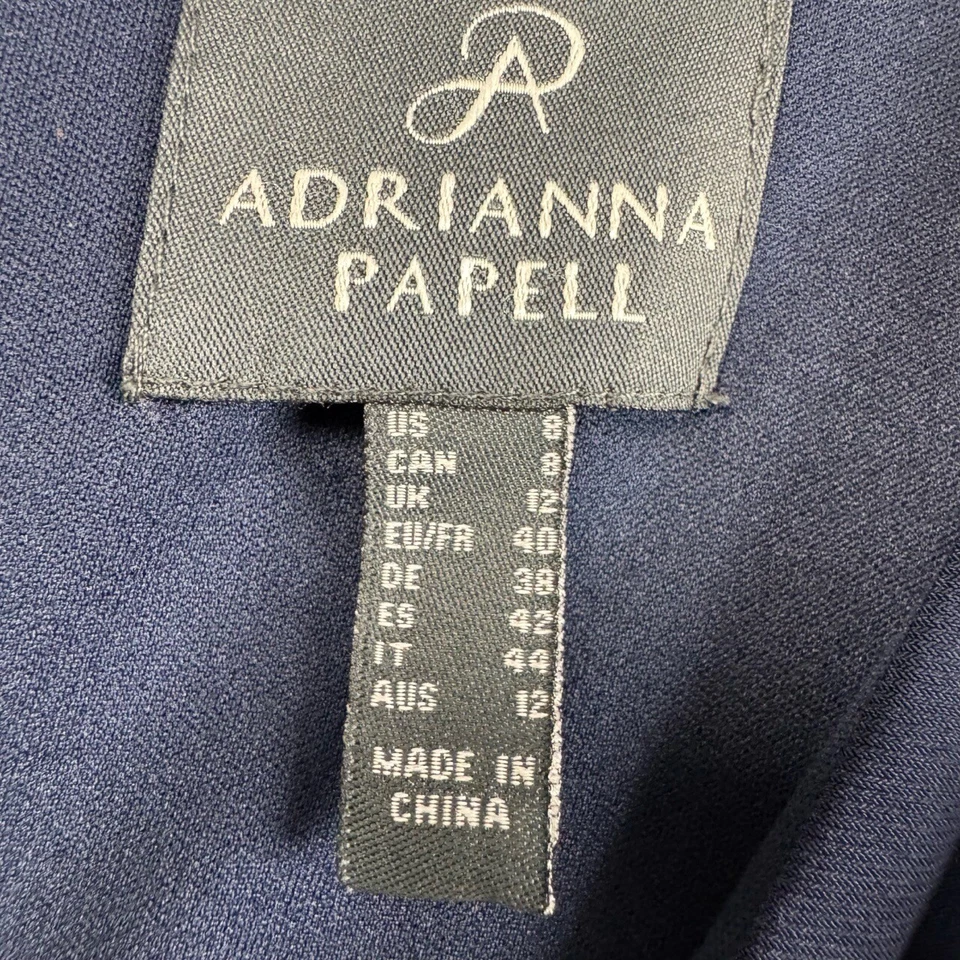 AP
ADRIANNA
PAPELL
US 8
CAN 8
UK 12
EU/FR 40
DE 38
ES 42
IT 44
AUS 12
MADE IN
CHINA